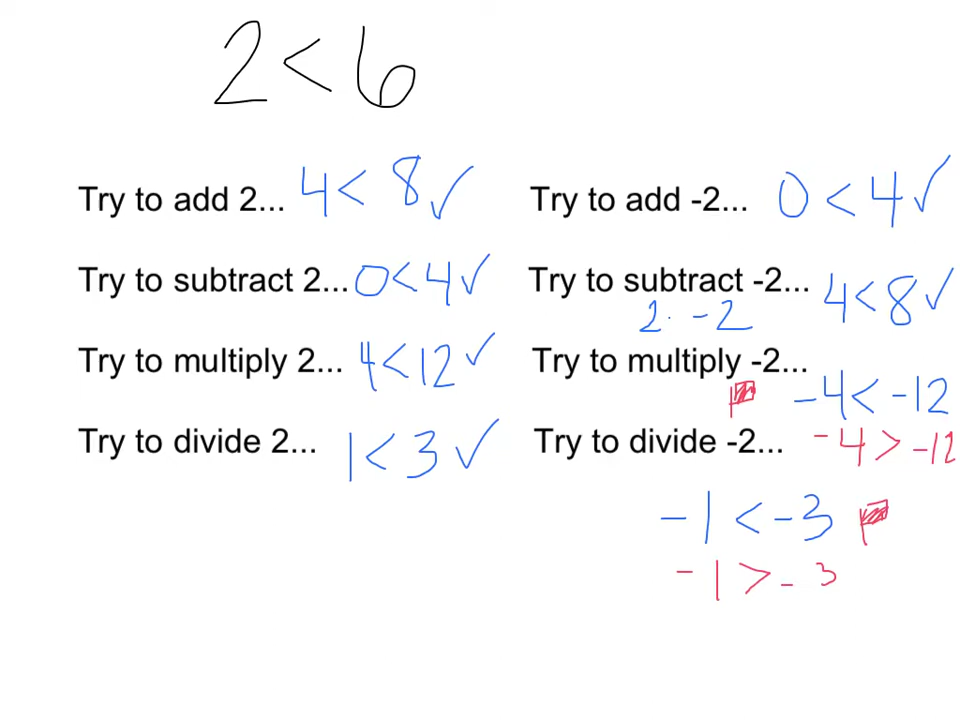 2 < 6
Try to add 2... 4 < 8 ✓
Try to add -2... 0 < 4 ✓
Try to subtract 2... 0 < 4 ✓
Try to subtract -2... 4 < 8 ✓
2. -2
Try to multiply 2... 4 < 12 ✓
Try to multiply -2...
-4 < -12
Try to divide 2... 1 < 3 ✓
Try to divide -2... -4 > -12
-1 < -3
-1 > -3